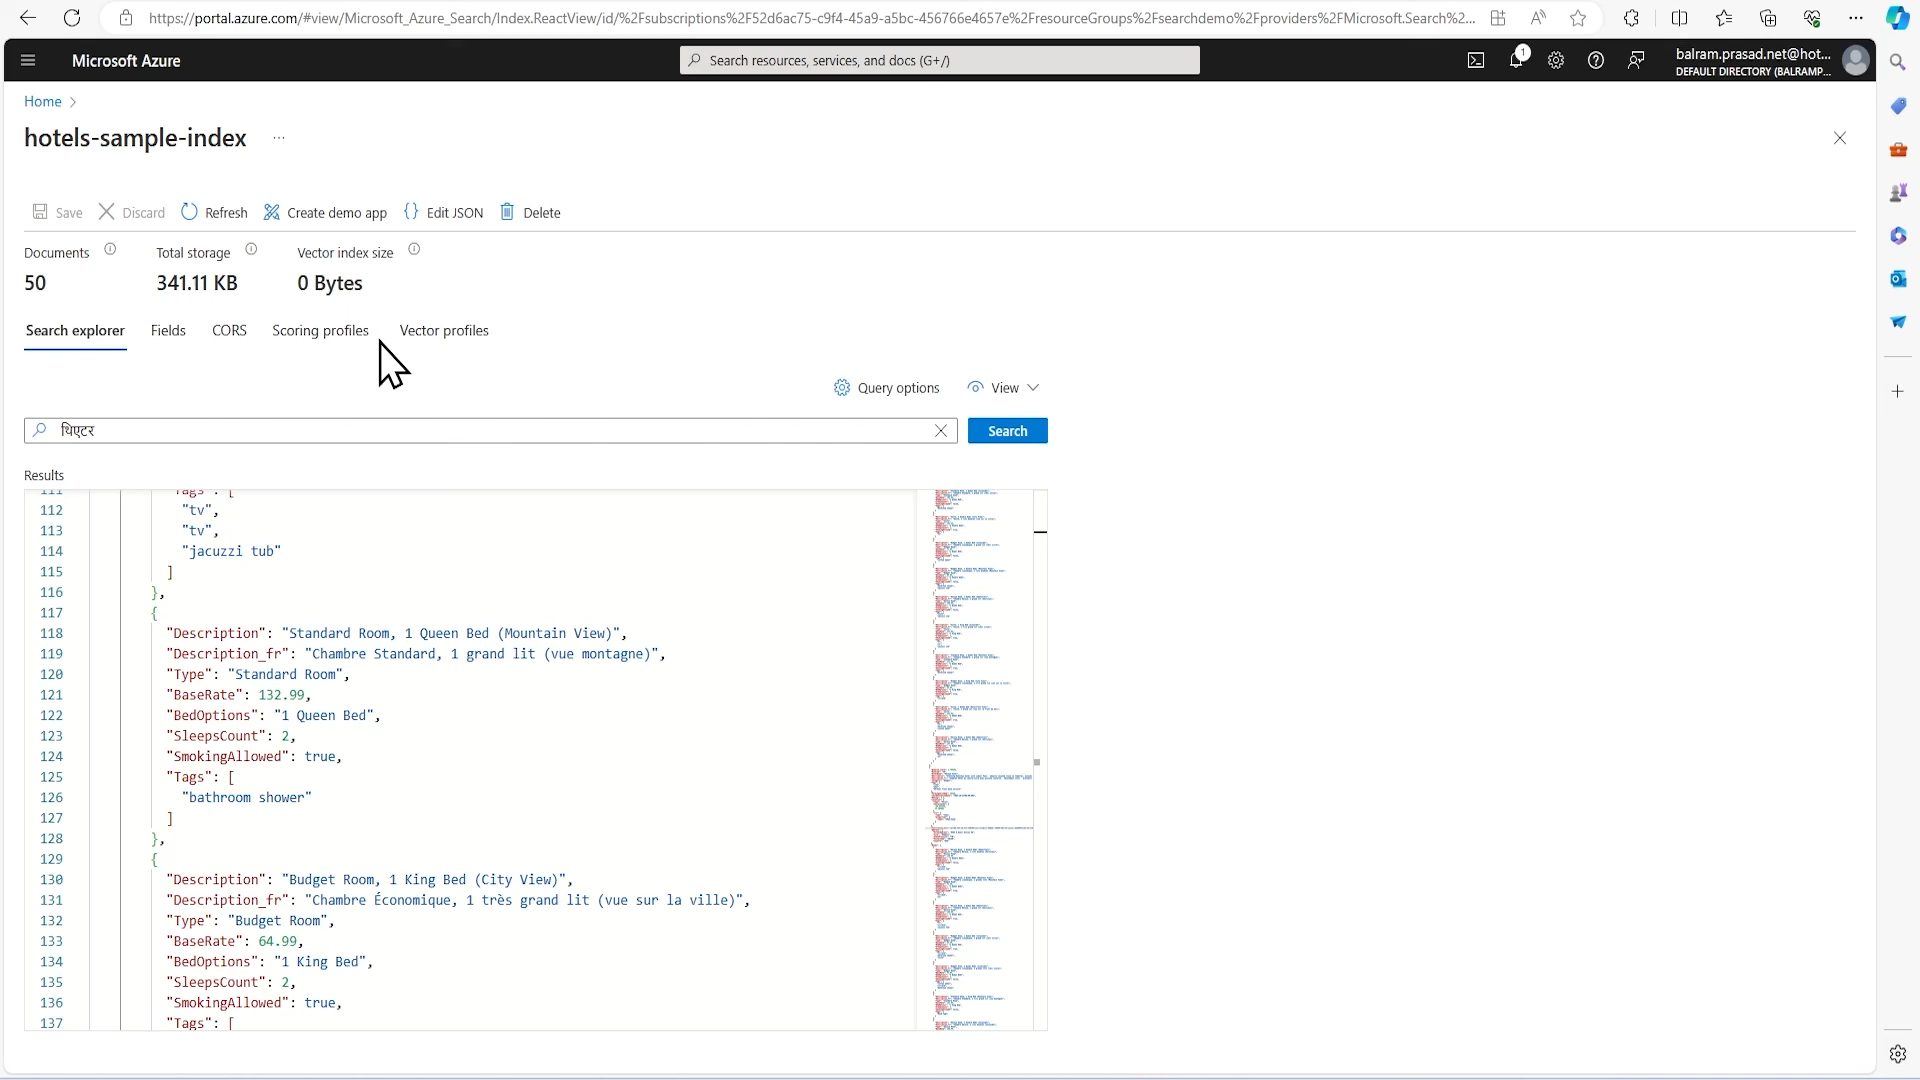 https://portal.azure.com/#view/Microsoft_Azure_Search/Index.ReactView/id/%2Fsubscriptions%2F52d6ac75-c9f4-45a9-a5bc-456766e4657e%2FresourceGroups%2Fsearchdemo%2Fproviders%2FMicrosoft.Search%2...
Microsoft Azure
Search resources, services, and docs (G+/)
1
balram.prasad.net@hot...
DEFAULT DIRECTORY (BALRAMP...
Home
hotels-sample-index
Save Discard Refresh Create demo app Edit JSON Delete
Documents Total storage Vector index size
50 341.11 KB 0 Bytes
Search explorer Fields CORS Scoring profiles Vector profiles
Query options View
थिएटर Search
Results
111 "Tags": [
112 "tv",
113 "tv",
114 "jacuzzi tub"
115 ]
116 },
117 {
118 "Description": "Standard Room, 1 Queen Bed (Mountain View)",
119 "Description_fr": "Chambre Standard, 1 grand lit (vue montagne)",
120 "Type": "Standard Room",
121 "BaseRate": 132.99,
122 "BedOptions": "1 Queen Bed",
123 "SleepsCount": 2,
124 "SmokingAllowed": true,
125 "Tags": [
126 "bathroom shower"
127 ]
128 },
129 {
130 "Description": "Budget Room, 1 King Bed (City View)",
131 "Description_fr": "Chambre Économique, 1 très grand lit (vue sur la ville)",
132 "Type": "Budget Room",
133 "BaseRate": 64.99,
134 "BedOptions": "1 King Bed",
135 "SleepsCount": 2,
136 "SmokingAllowed": true,
137 "Tags": [